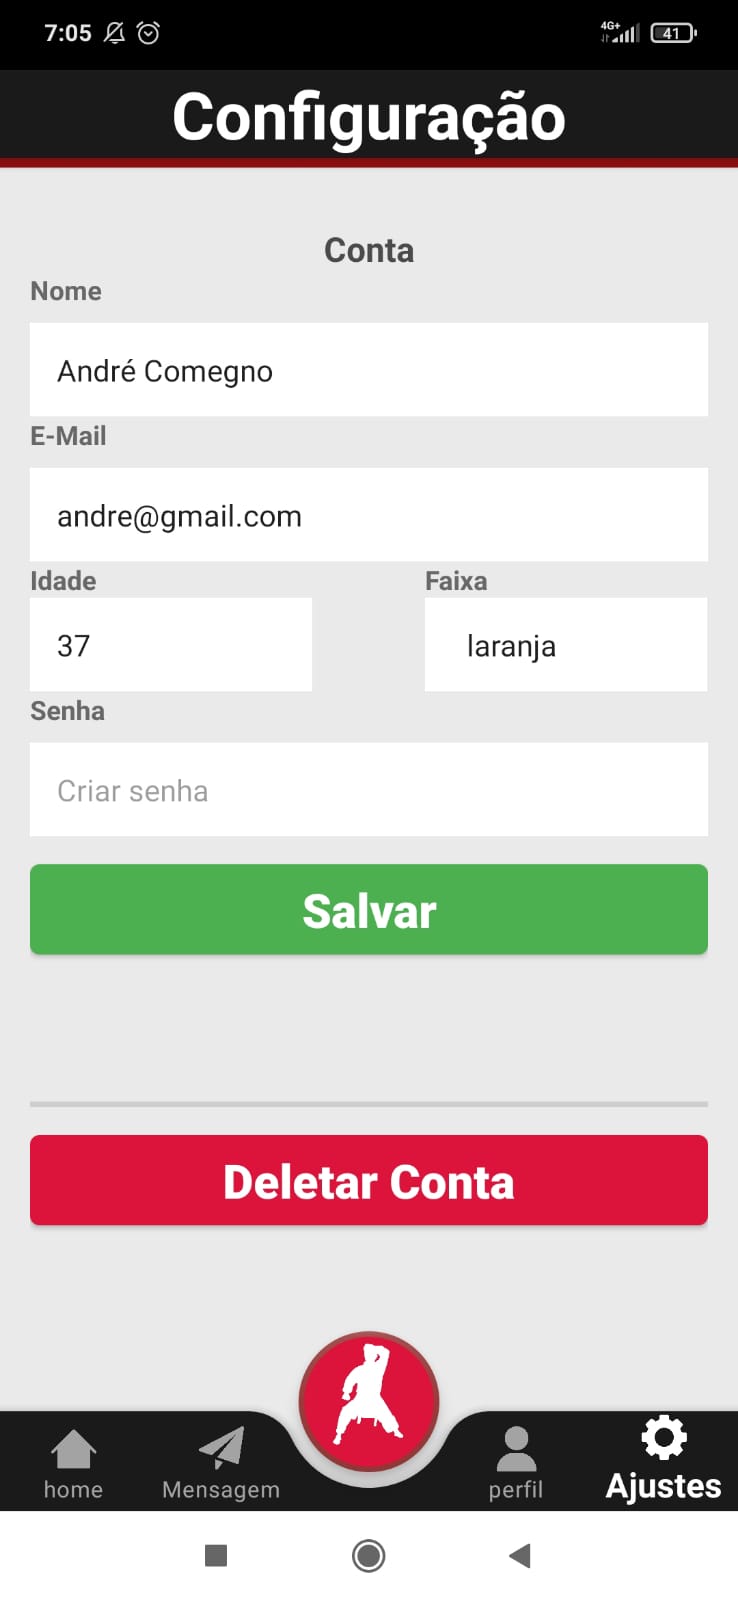 7:05
4G+
41
Configuração
Conta
Nome
André Comegno
E-Mail
andre@gmail.com
Idade
Faixa
37
laranja
Senha
Criar senha
Salvar
Deletar Conta
home
Mensagem
perfil
Ajustes